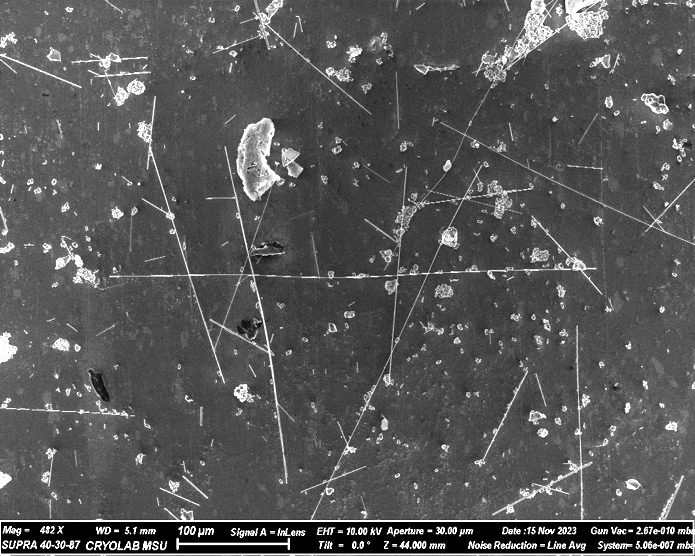 Mag = 482 X WD = 5.1 mm 100 µm Signal A = InLens EHT = 10.00 kV Aperture = 30.00 µm Date :15 Nov 2023 Gun Vac = 2.67e-010 mb
SUPRA 40-30-87 CRYOLAB MSU Tilt = 0.0° Z = 44.000 mm Noise Reduction = Line Avg System= 5.06e-007 mb